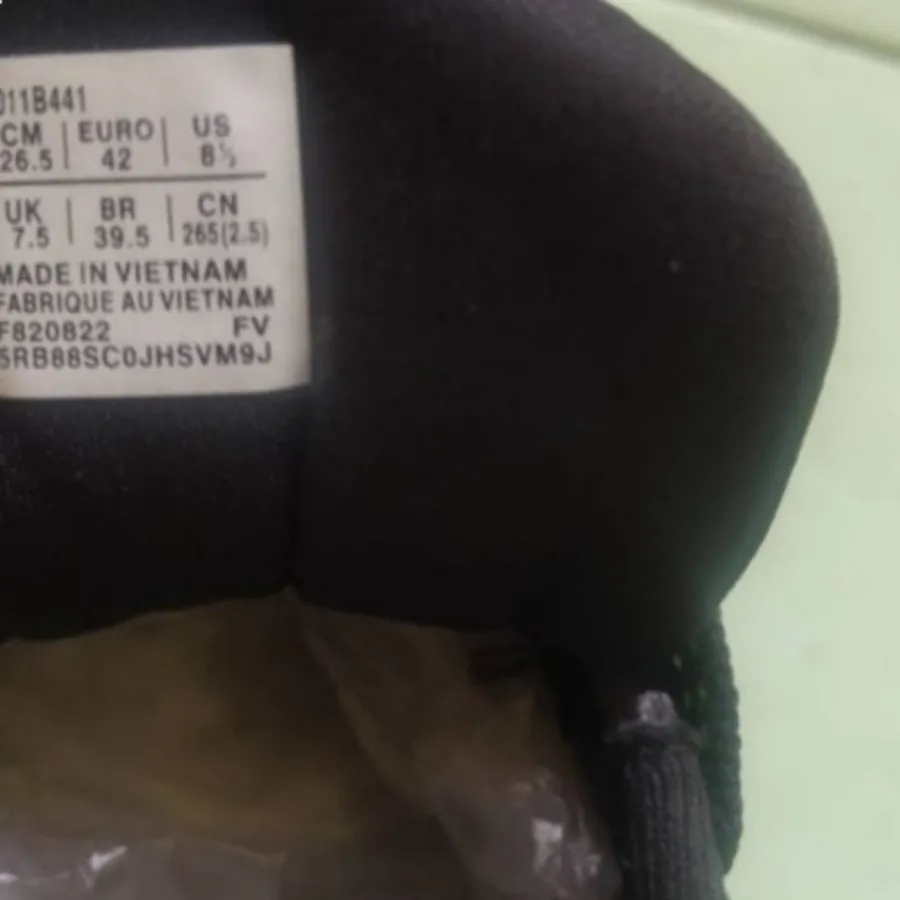 011B441
CM | EURO | US
26.5 | 42 | 8½
UK | BR | CN
7.5 | 39.5 | 265(2.5)
MADE IN VIETNAM
FABRIQUE AU VIETNAM
F820822 FV
5RB88SC0JHSVM9J